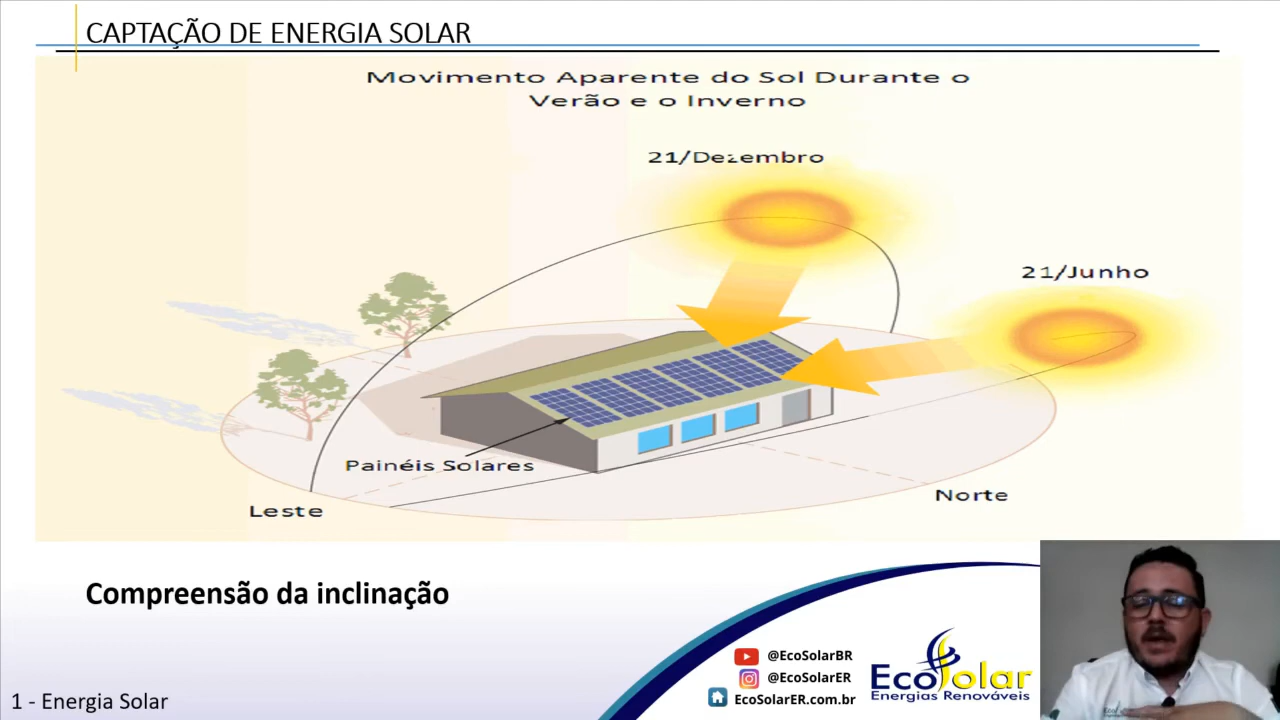 CAPTAÇÃO DE ENERGIA SOLAR
Movimento Aparente do Sol Durante o
Verão e o Inverno
21/Dezembro
21/Junho
Painéis Solares
Norte
Leste
Compreensão da inclinação
@EcoSolarBR
@EcoSolarER
EcoSolarER.com.br
EcoSolar
Energias Renováveis
1 - Energia Solar